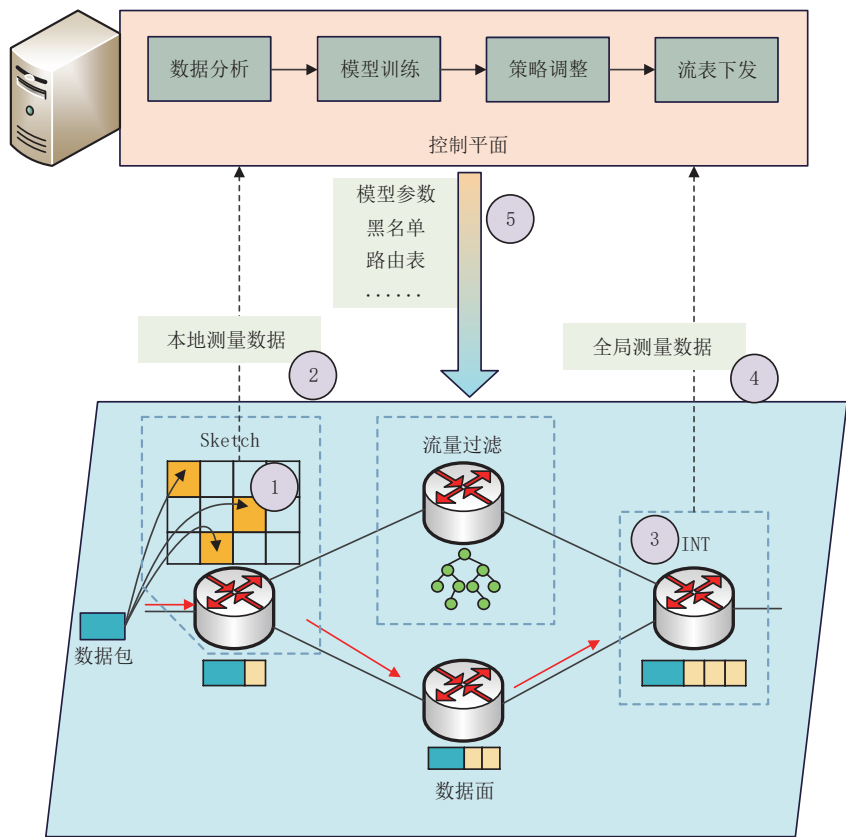 数据分析
模型训练
策略调整
流表下发
控制平面
模型参数
黑名单
路由表
......
5
本地测量数据
2
全局测量数据
4
Sketch
1
流量过滤
3
INT
数据包
数据面